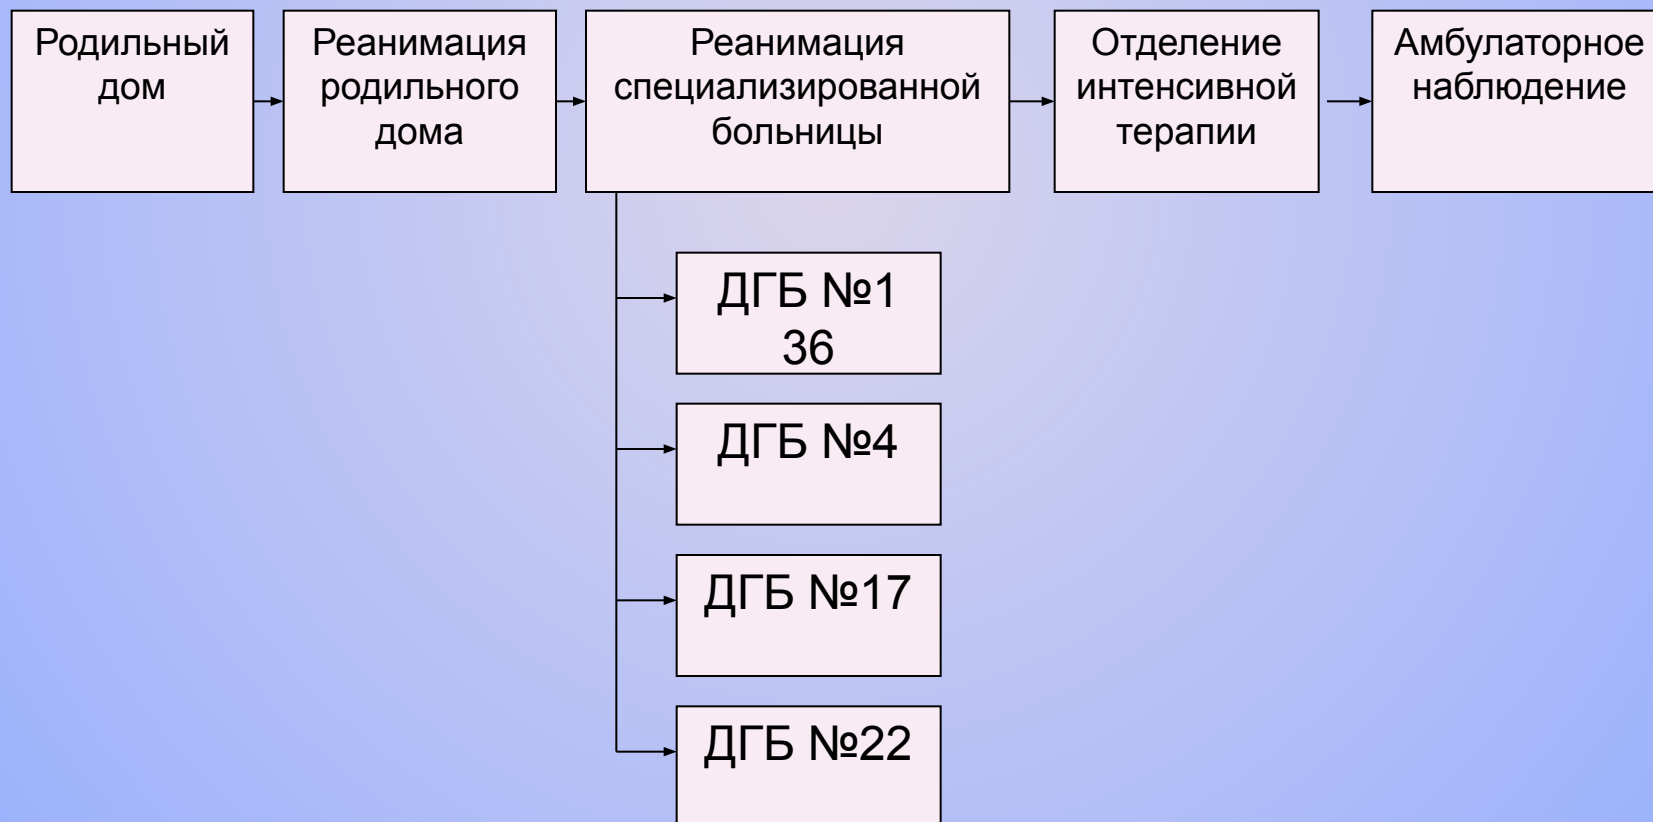 Родильный
дом
Реанимация
родильного
дома
Реанимация
специализированной
больницы
Отделение
интенсивной
терапии
Амбулаторное
наблюдение
ДГБ №1
36
ДГБ №4
ДГБ №17
ДГБ №22